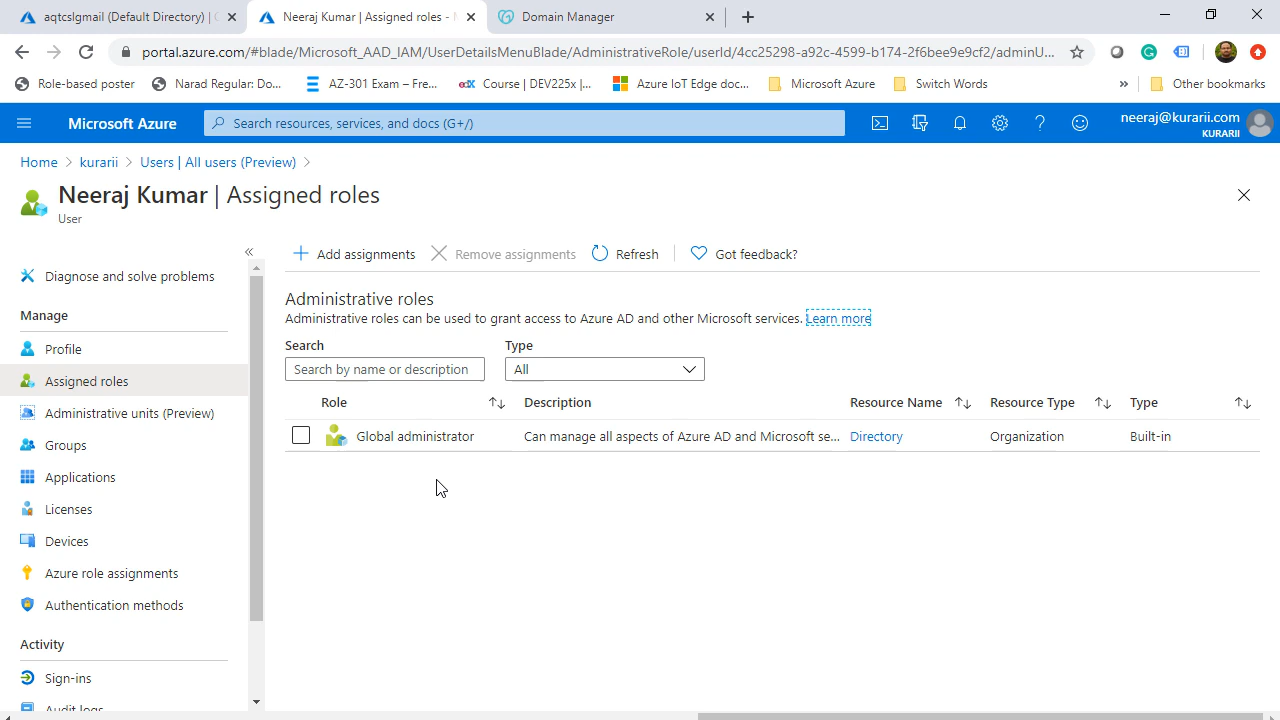 aqtcslgmail (Default Directory) |
Neeraj Kumar | Assigned roles -
Domain Manager
portal.azure.com/#blade/Microsoft_AAD_IAM/UserDetailsMenuBlade/AdministrativeRole/userId/4cc25298-a92c-4599-b174-2f6bee9e9cf2/adminU...
Role-based poster
Narad Regular: Do...
AZ-301 Exam – Fre...
edX Course | DEV225x |...
Azure IoT Edge doc...
Microsoft Azure
Switch Words
»
Other bookmarks
Microsoft Azure
Search resources, services, and docs (G+/)
neeraj@kurarii.com
KURARII
Home > kurarii > Users | All users (Preview) >
Neeraj Kumar | Assigned roles
User
«
Diagnose and solve problems
Manage
Profile
Assigned roles
Administrative units (Preview)
Groups
Applications
Licenses
Devices
Azure role assignments
Authentication methods
Activity
Sign-ins
Audit logs
Add assignments
Remove assignments
Refresh
Got feedback?
Administrative roles
Administrative roles can be used to grant access to Azure AD and other Microsoft services. Learn more
Search
Type
Search by name or description
All
Role Description Resource Name Resource Type Type
Global administrator Can manage all aspects of Azure AD and Microsoft se... Directory Organization Built-in